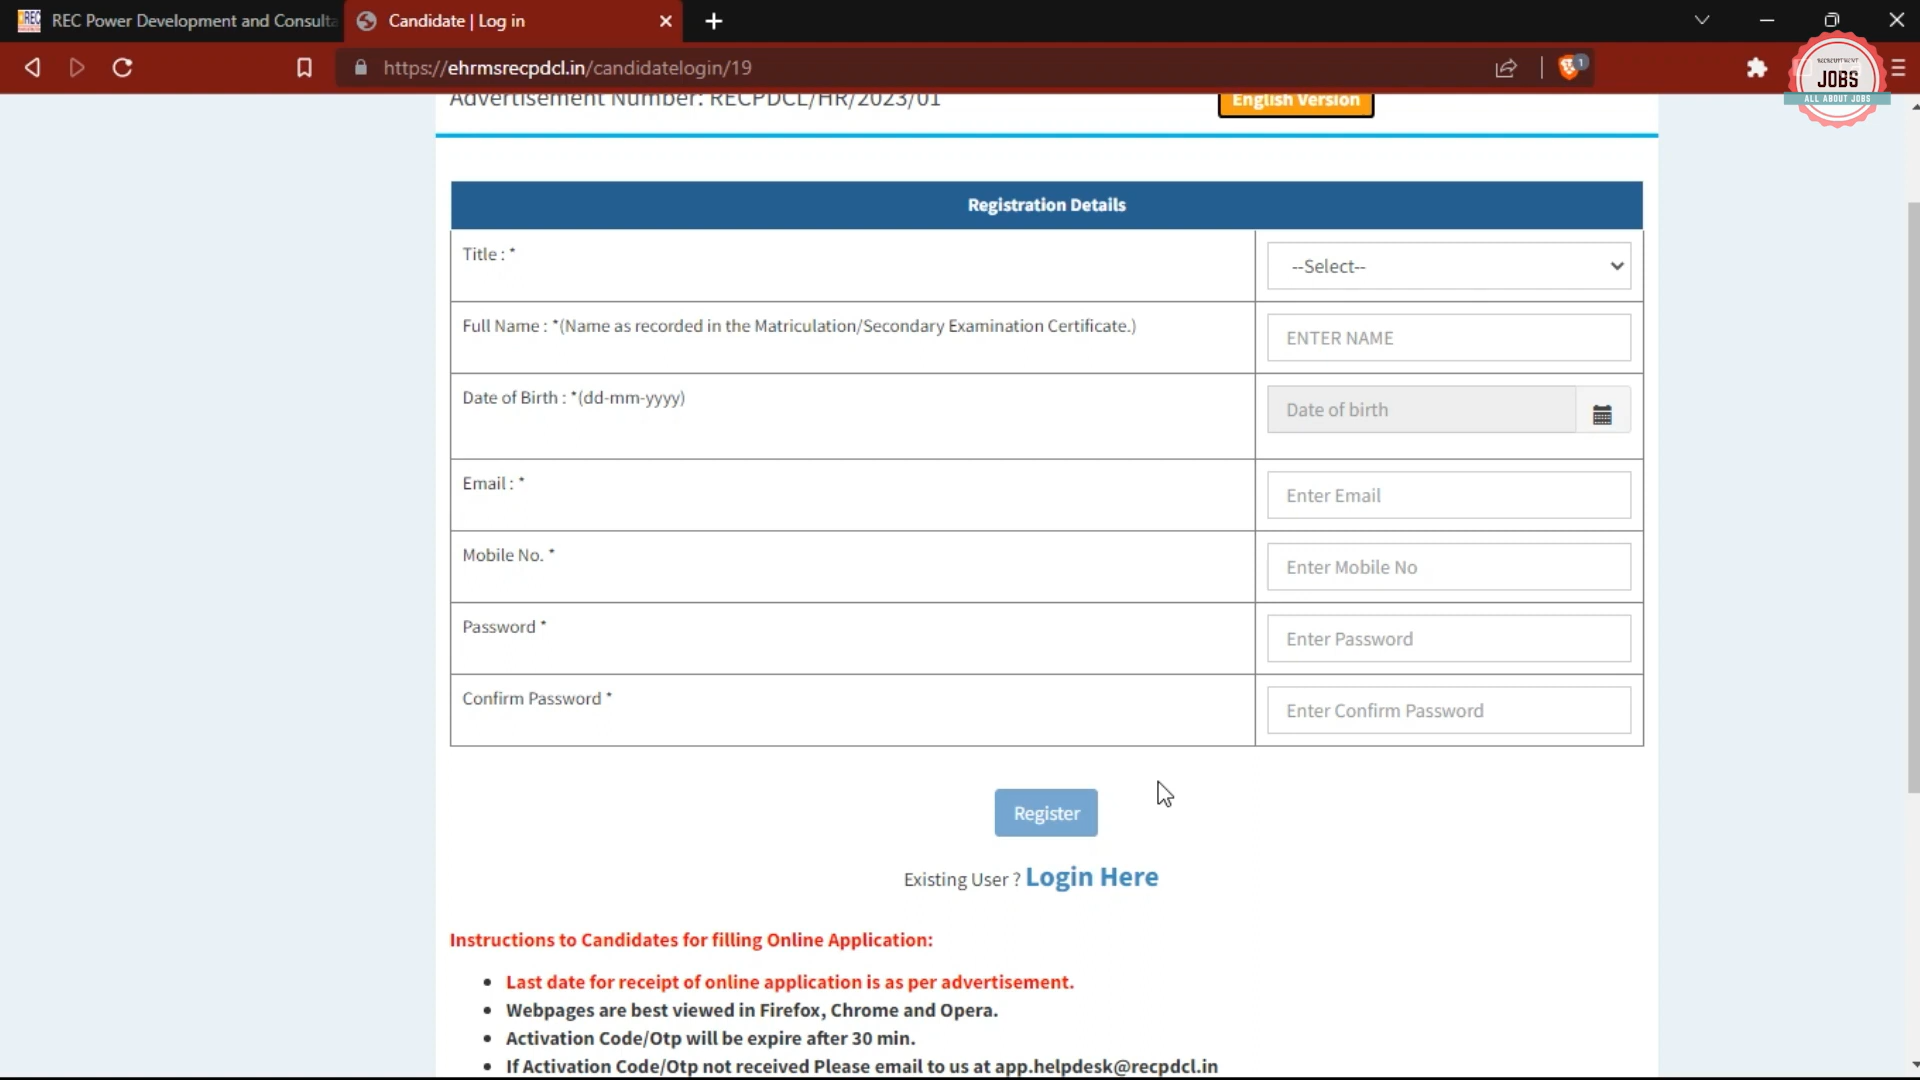 REC Power Development and Consulta
Candidate | Log in
https://ehrmsrecpdcl.in/candidatelogin/19
1
RECRUITMENT
JOBS
ALL ABOUT JOBS
Advertisement Number: RECPDCL/HR/2023/01
English Version
Registration Details
Title : *
--Select--
Full Name : *(Name as recorded in the Matriculation/Secondary Examination Certificate.)
ENTER NAME
Date of Birth : *(dd-mm-yyyy)
Date of birth
Email : *
Enter Email
Mobile No. *
Enter Mobile No
Password *
Enter Password
Confirm Password *
Enter Confirm Password
Register
Existing User ? Login Here
Instructions to Candidates for filling Online Application:
Last date for receipt of online application is as per advertisement.
Webpages are best viewed in Firefox, Chrome and Opera.
Activation Code/Otp will be expire after 30 min.
If Activation Code/Otp not received Please email to us at app.helpdesk@recpdcl.in